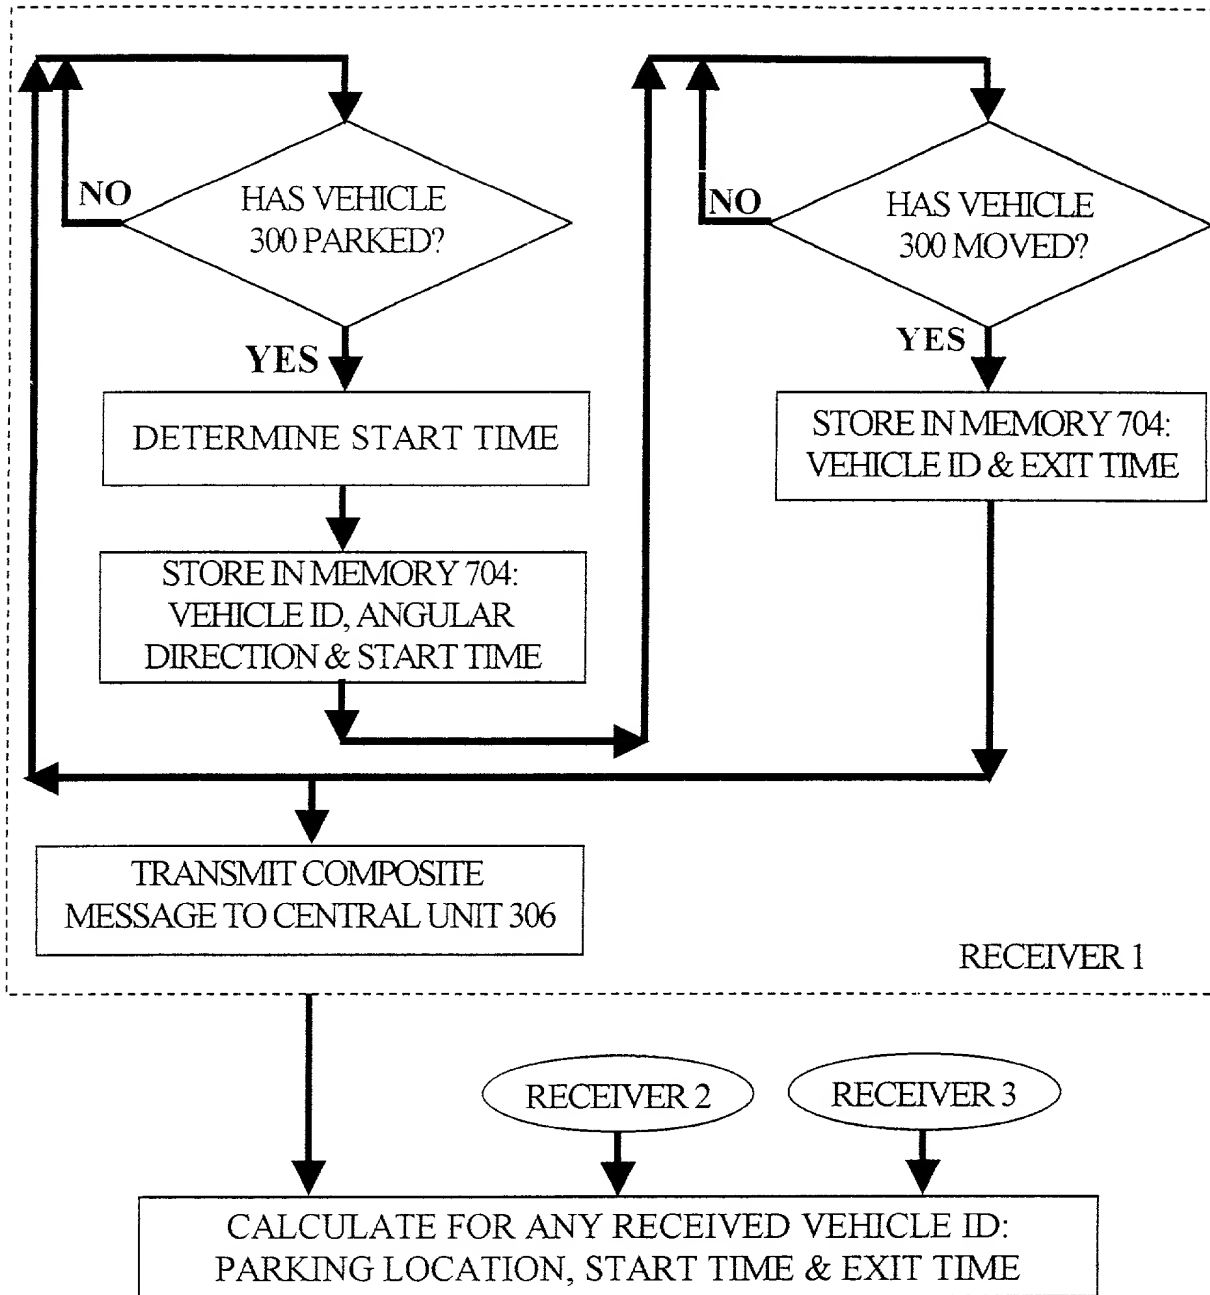 NO
HAS VEHICLE
300 PARKED?
YES
DETERMINE START TIME
STORE IN MEMORY 704:
VEHICLE ID, ANGULAR
DIRECTION & START TIME
NO
HAS VEHICLE
300 MOVED?
YES
STORE IN MEMORY 704:
VEHICLE ID & EXIT TIME
TRANSMIT COMPOSITE
MESSAGE TO CENTRAL UNIT 306
RECEIVER 1
RECEIVER 2
RECEIVER 3
CALCULATE FOR ANY RECEIVED VEHICLE ID:
PARKING LOCATION, START TIME & EXIT TIME